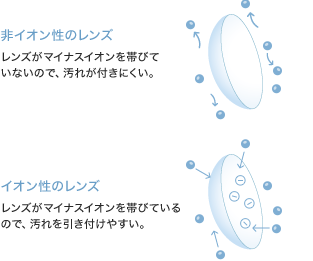 非イオン性のレンズ
レンズがマイナスイオンを帯びて
いないので、汚れが付きにくい。
イオン性のレンズ
レンズがマイナスイオンを帯びている
ので、汚れを引き付けやすい。